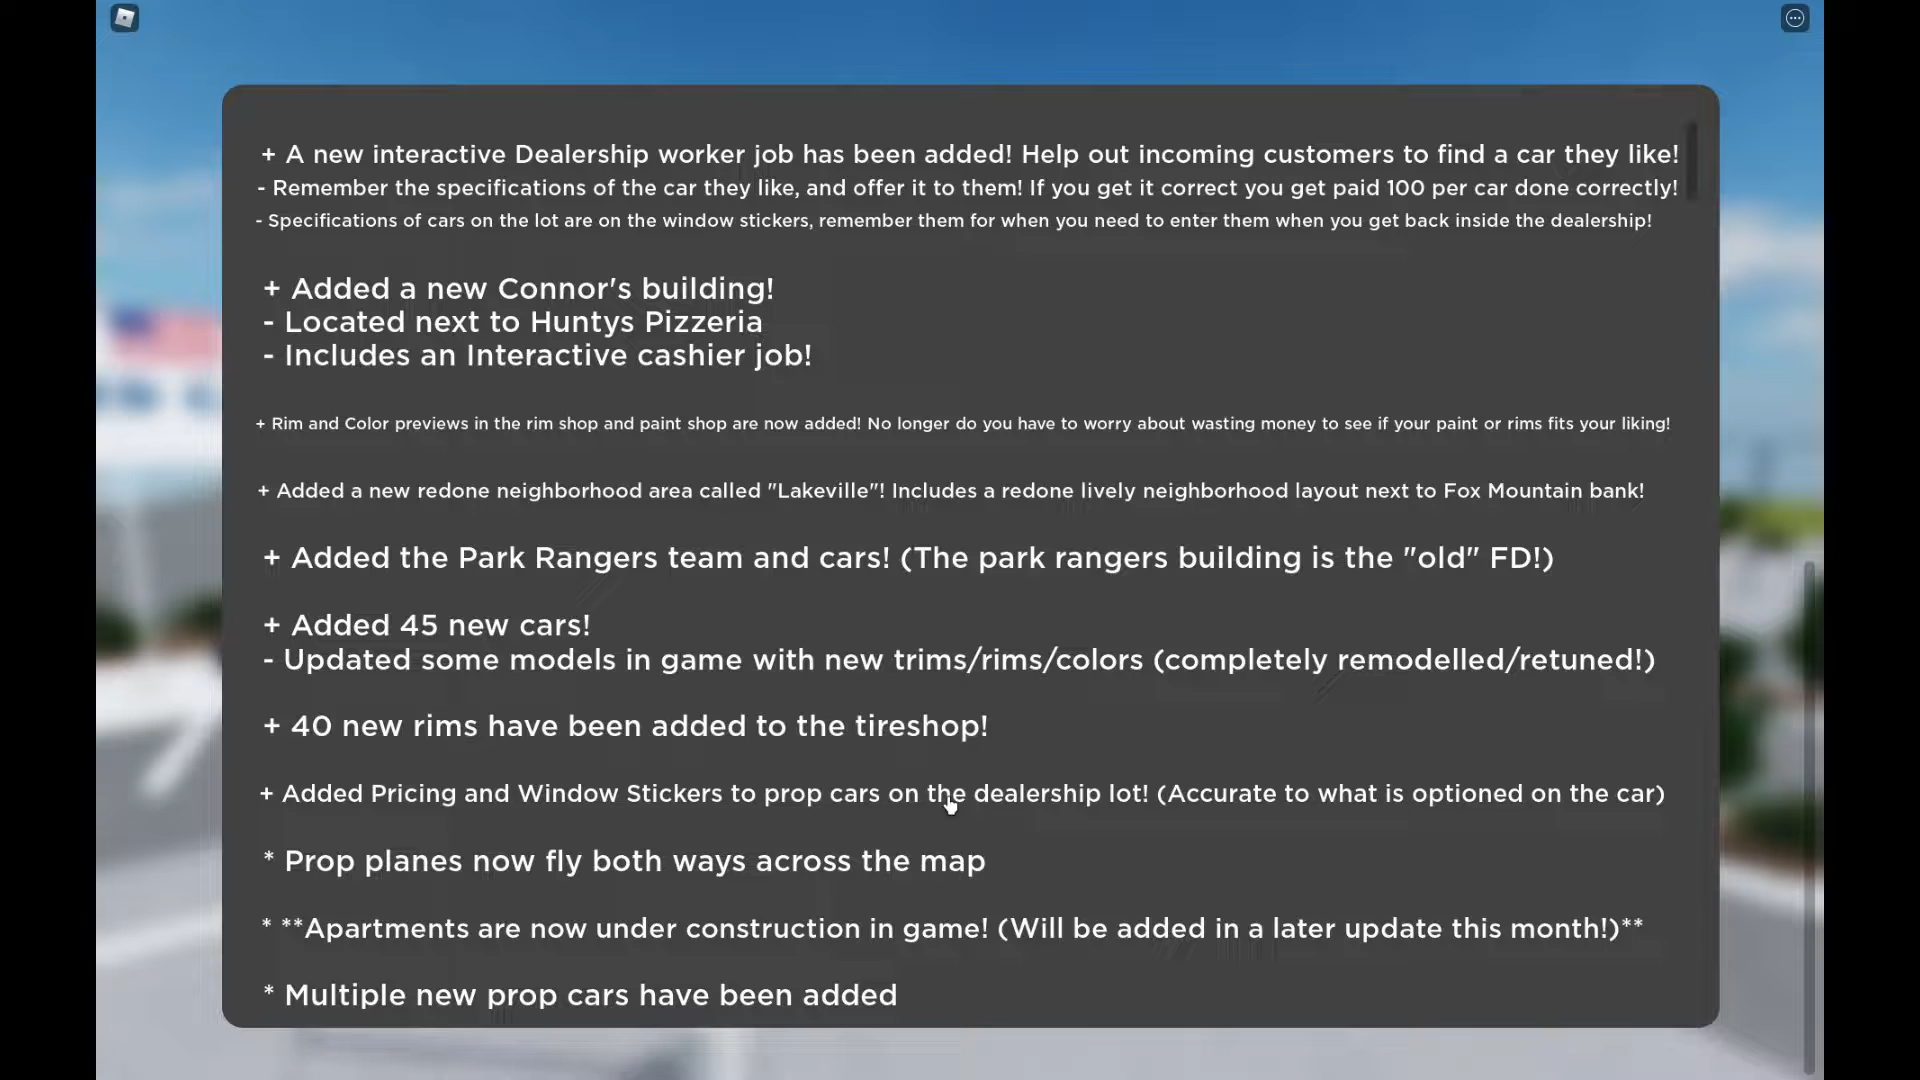 + A new interactive Dealership worker job has been added! Help out incoming customers to find a car they like!
- Remember the specifications of the car they like, and offer it to them! If you get it correct you get paid 100 per car done correctly!
- Specifications of cars on the lot are on the window stickers, remember them for when you need to enter them when you get back inside the dealership!
+ Added a new Connor's building!
- Located next to Huntys Pizzeria
- Includes an Interactive cashier job!
+ Rim and Color previews in the rim shop and paint shop are now added! No longer do you have to worry about wasting money to see if your paint or rims fits your liking!
+ Added a new redone neighborhood area called "Lakeville"! Includes a redone lively neighborhood layout next to Fox Mountain bank!
+ Added the Park Rangers team and cars! (The park rangers building is the "old" FD!)
+ Added 45 new cars!
- Updated some models in game with new trims/rims/colors (completely remodelled/retuned!)
+ 40 new rims have been added to the tireshop!
+ Added Pricing and Window Stickers to prop cars on the dealership lot! (Accurate to what is optioned on the car)
* Prop planes now fly both ways across the map
* **Apartments are now under construction in game! (Will be added in a later update this month!)**
* Multiple new prop cars have been added